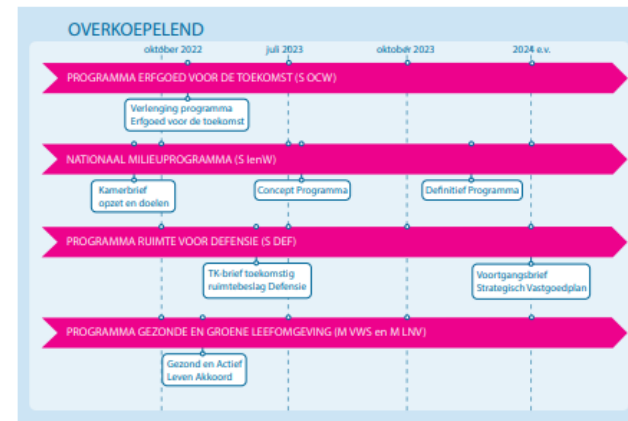 OVERKOEPELEND
oktober 2022
juli 2023
oktober 2023
2024 e.v.
PROGRAMMA ERFGOED VOOR DE TOEKOMST (S OCW)
Verlenging programma
Erfgoed voor de toekomst
NATIONAAL MILIEUPROGRAMMA (S IenW)
Kamerbrief
opzet en doelen
Concept Programma
Definitief Programma
PROGRAMMA RUIMTE VOOR DEFENSIE (S DEF)
TK-brief toekomstig
ruimtebeslag Defensie
Voortgangsbrief
Strategisch Vastgoedplan
PROGRAMMA GEZONDE EN GROENE LEEFOMGEVING (M VWS en M LNV)
Gezond en Actief
Leven Akkoord